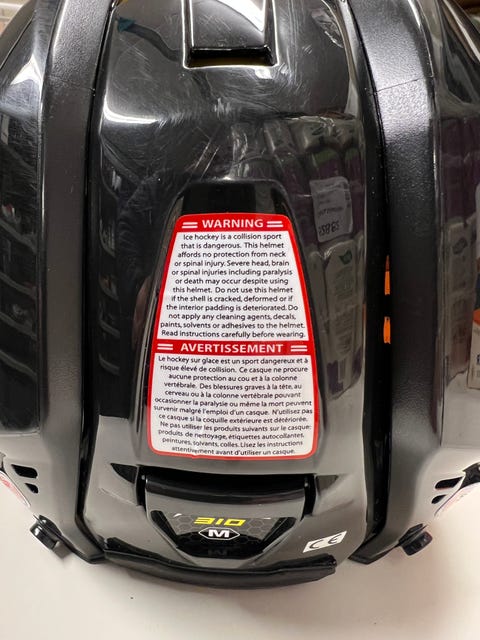 WARNING
Ice hockey is a collision sport
that is dangerous. This helmet
affords no protection from neck
or spinal injury. Severe head, brain
or spinal injuries including paralysis
or death may occur despite using
this helmet. Do not use this helmet
if the shell is cracked, deformed or if
the interior padding is deteriorated. Do
not apply any cleaning agents, decals,
paints, solvents or adhesives to the helmet.
Read instructions carefully before wearing.
AVERTISSEMENT
Le hockey sur glace est un sport dangereux et à
risque élevé de collision. Ce casque ne procure
aucune protection au cou et à la colonne
vertébrale. Des blessures graves à la tête, au
cerveau ou à la colonne vertébrale pouvant
occasionner la paralysie ou même la mort peuvent
survenir malgré l'emploi d'un casque. N'utilisez pas
ce casque si la coquille extérieure est détériorée.
Ne pas utiliser les produits suivants sur le casque:
produits de nettoyage, étiquettes autocollantes,
peintures, solvants, colles. Lisez les instructions
attentivement avant d'utiliser un casque.
310
M
CE